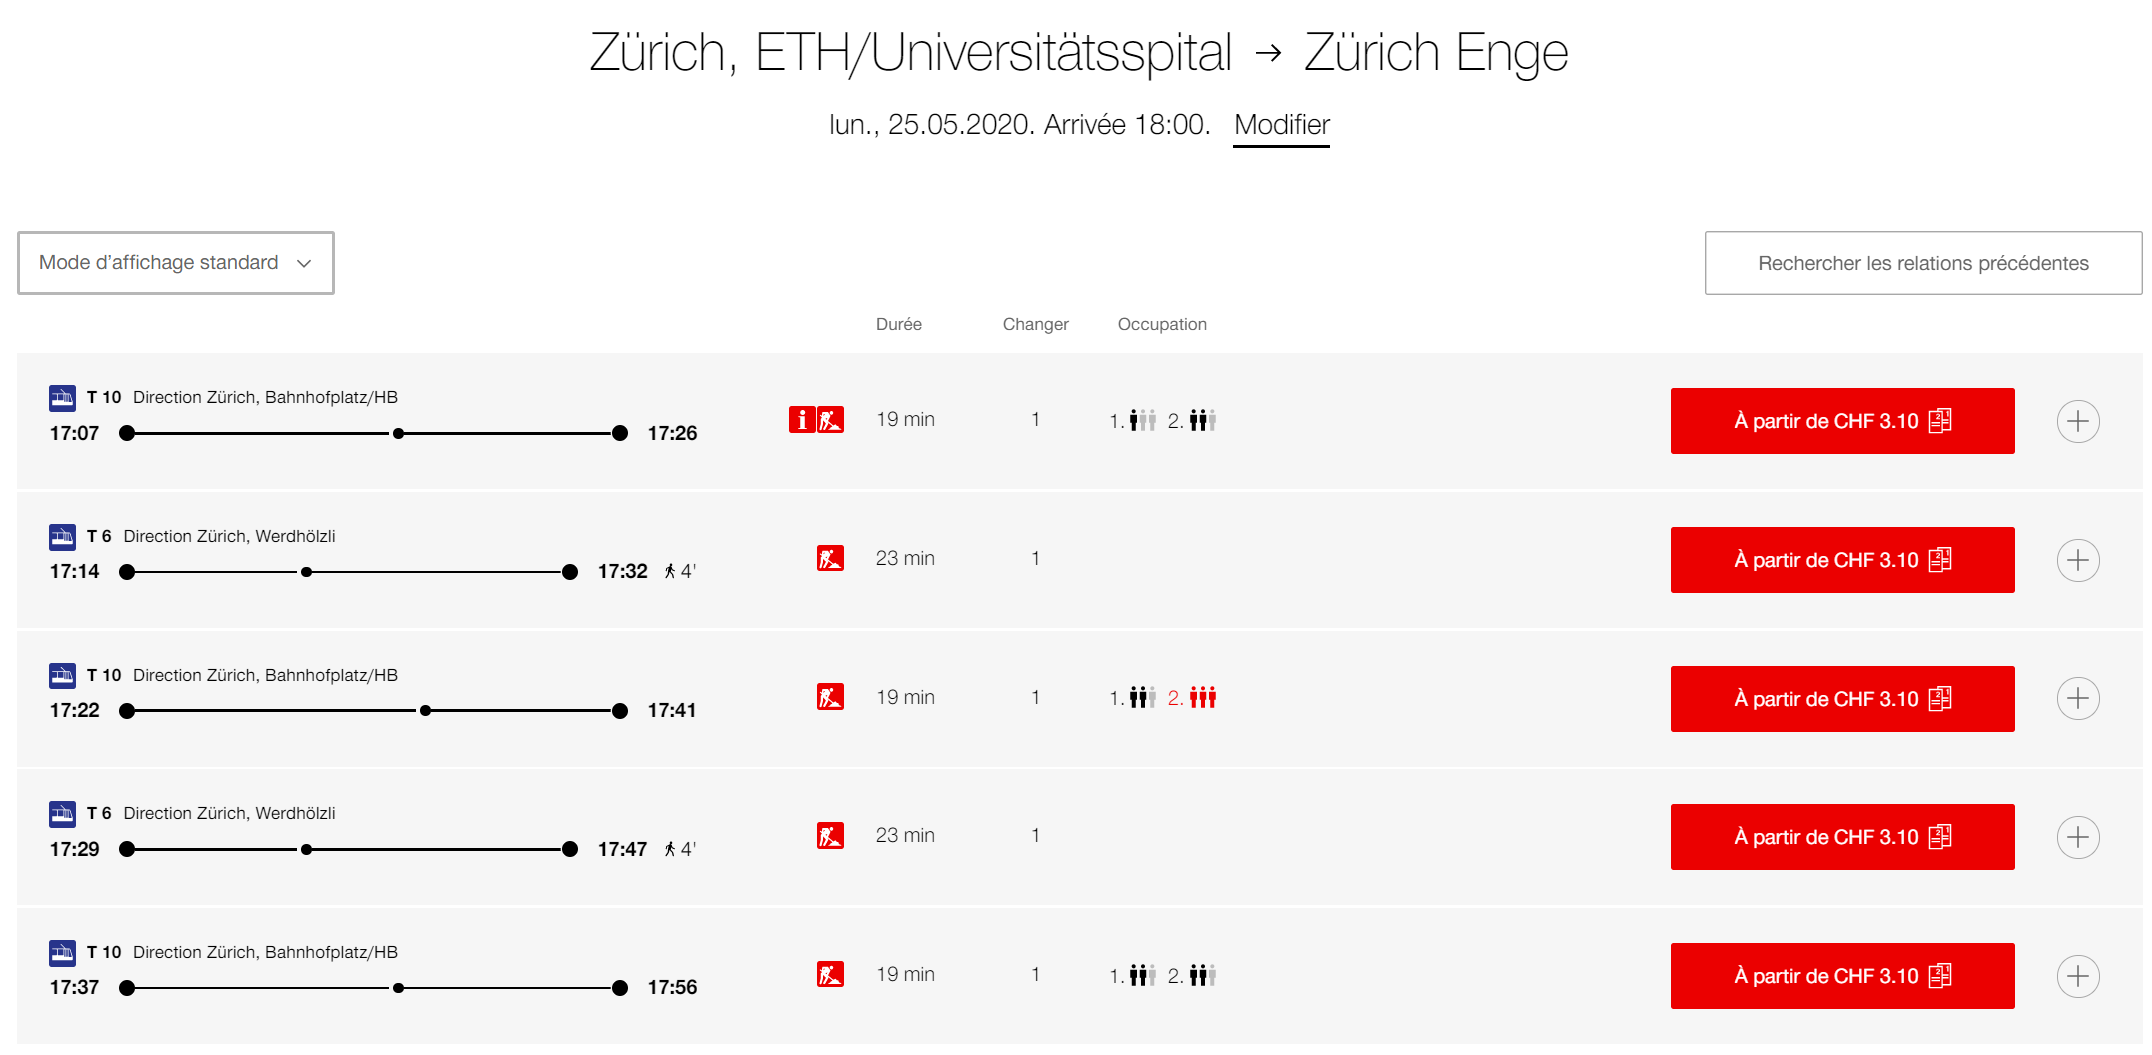 Zürich, ETH/Universitätsspital → Zürich Enge
lun., 25.05.2020. Arrivée 18:00. Modifier
Mode d'affichage standard
Rechercher les relations précédentes
Durée Changer Occupation
T 10 Direction Zürich, Bahnhofplatz/HB
17:07 17:26 19 min 1 1. 2. À partir de CHF 3.10
T 6 Direction Zürich, Werdhölzli
17:14 17:32 4' 23 min 1 À partir de CHF 3.10
T 10 Direction Zürich, Bahnhofplatz/HB
17:22 17:41 19 min 1 1. 2. À partir de CHF 3.10
T 6 Direction Zürich, Werdhölzli
17:29 17:47 4' 23 min 1 À partir de CHF 3.10
T 10 Direction Zürich, Bahnhofplatz/HB
17:37 17:56 19 min 1 1. 2. À partir de CHF 3.10